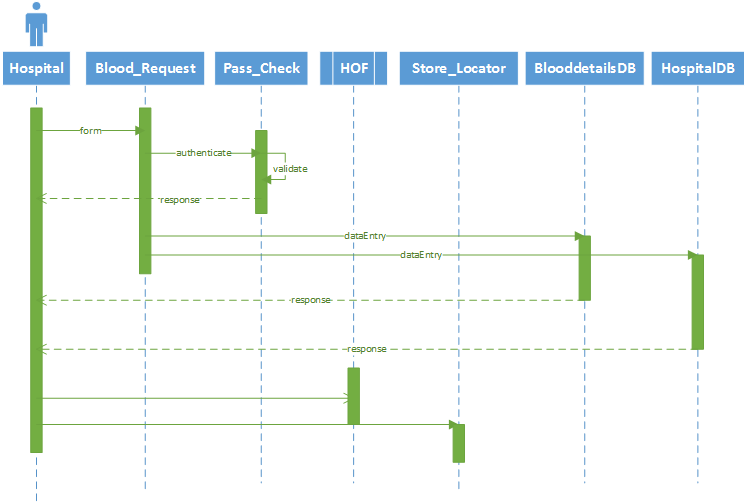 Hospital
Blood_Request
Pass_Check
HOF
Store_Locator
BlooddetailsDB
HospitalDB
form
authenticate
validate
response
dataEntry
dataEntry
response
response